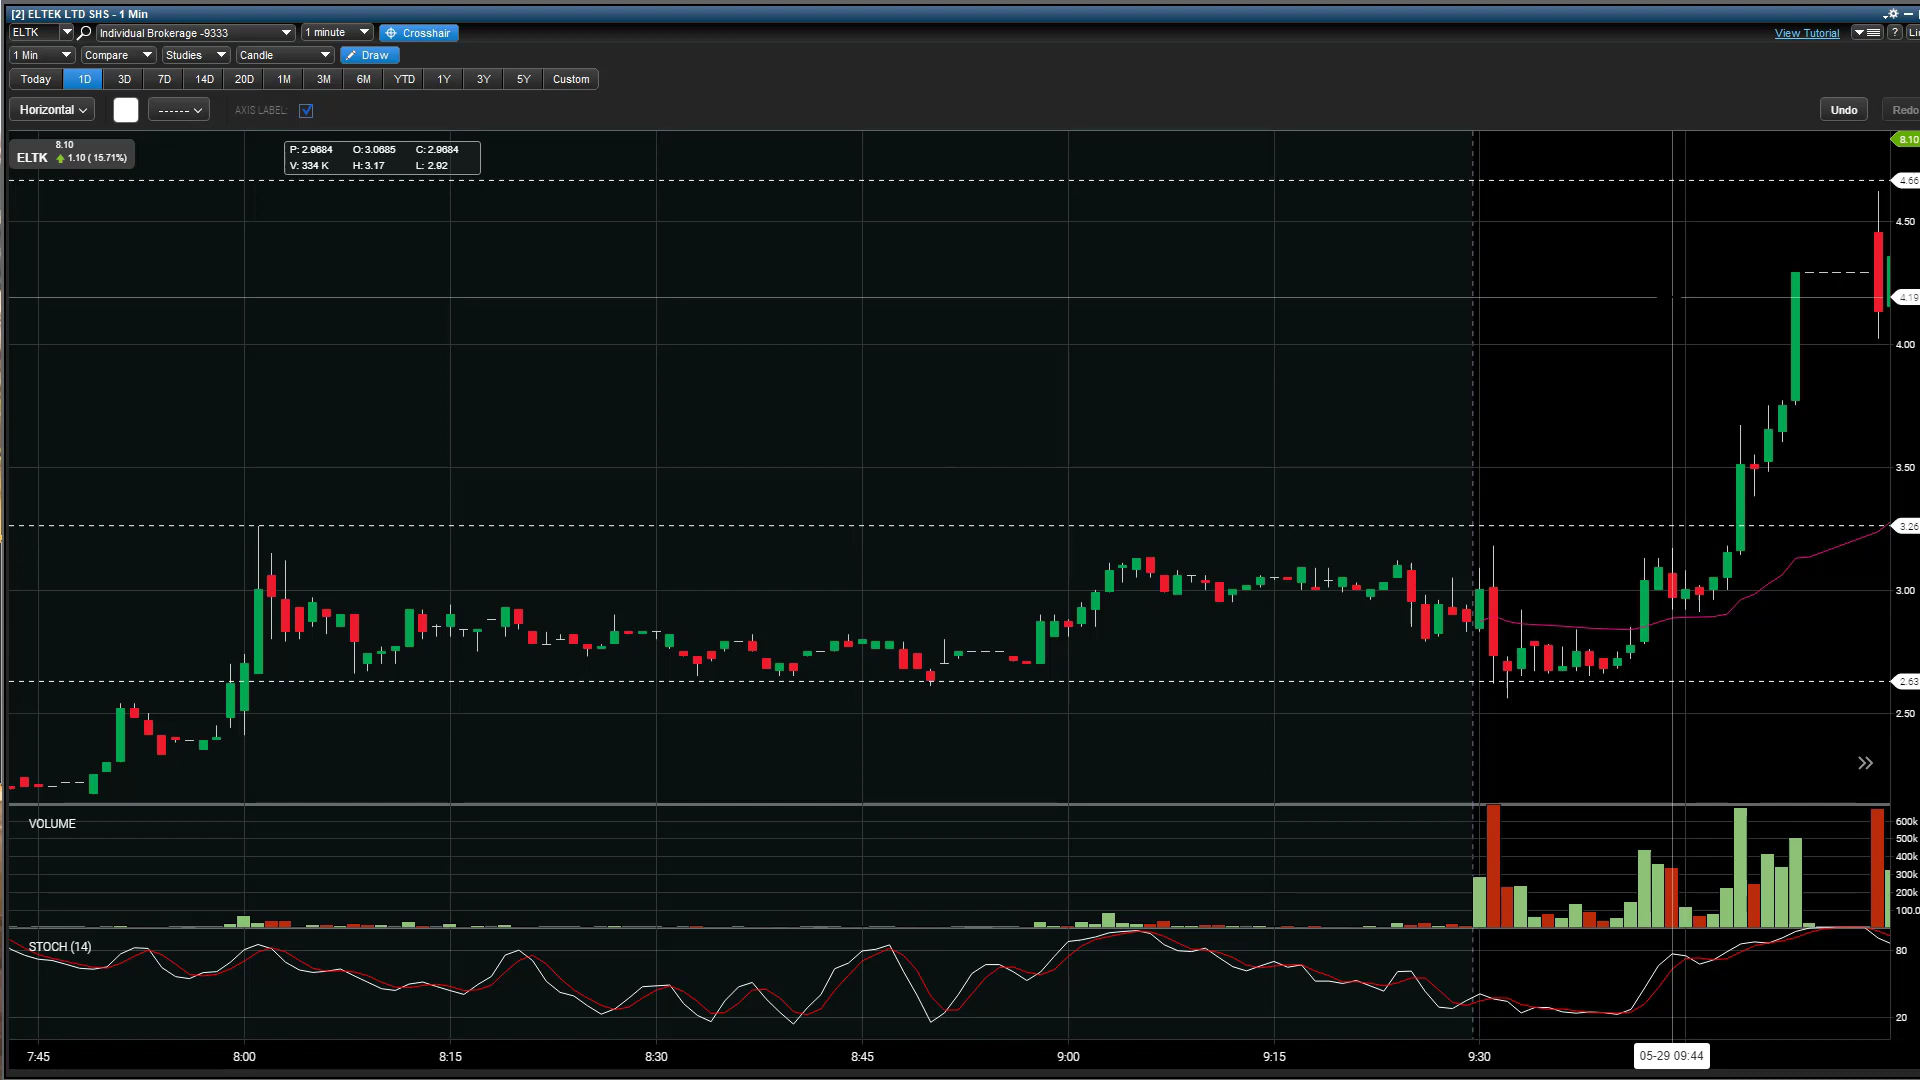 [2] ELTEK LTD SHS - 1 Min
ELTK Individual Brokerage -9333 1 minute Crosshair View Tutorial ?
1 Min Compare Studies Candle Draw
Today 1D 3D 7D 14D 20D 1M 3M 6M YTD 1Y 3Y 5Y Custom
Horizontal ------ AXIS LABEL: Undo Redo
8.10
ELTK 1.10 ( 15.71%)
P: 2.9684 O: 3.0685 C: 2.9684
V: 334 K H: 3.17 L: 2.92
8.10
4.66
4.50
4.19
4.00
3.50
3.26
3.00
2.63
2.50
VOLUME
600k
500k
400k
300k
200k
100.0
STOCH (14)
80
20
7:45 8:00 8:15 8:30 8:45 9:00 9:15 9:30 05-29 09:44